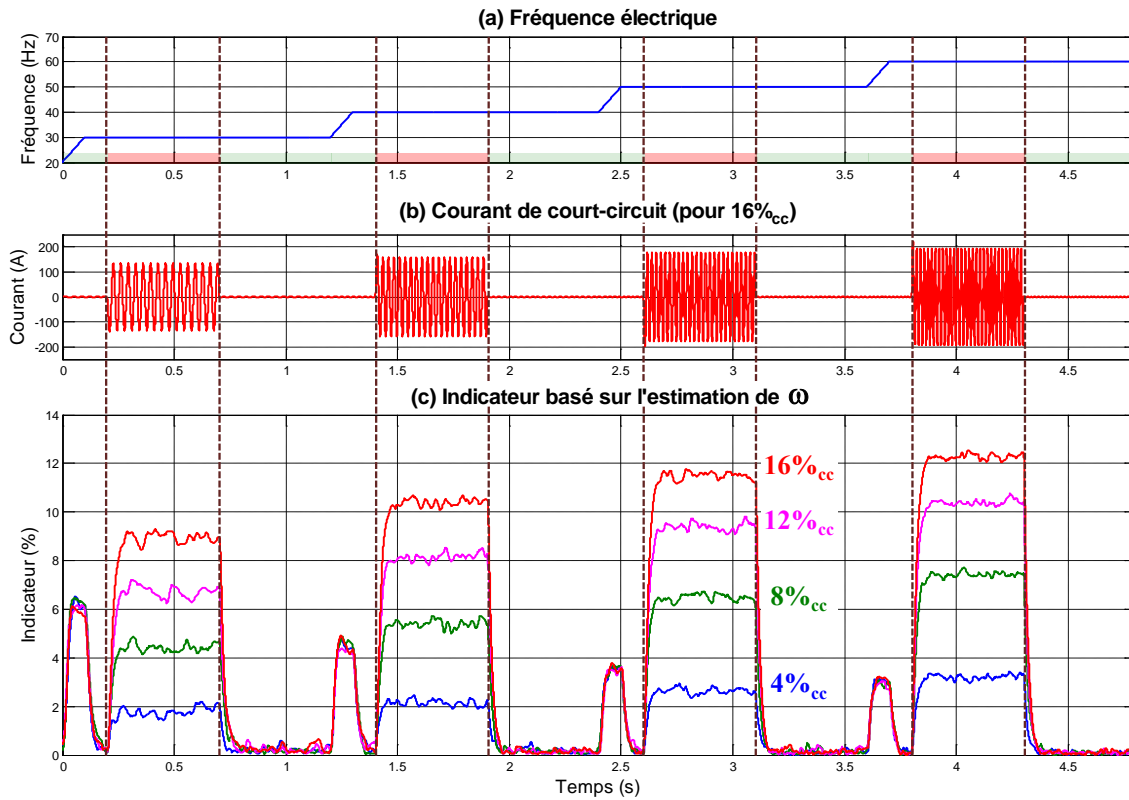 (a) Fréquence électrique
Fréquence (Hz)
70
60
50
40
30
20
0 0.5 1 1.5 2 2.5 3 3.5 4 4.5
(b) Courant de court-circuit (pour 16%cc)
Courant (A)
200
100
0
-100
-200
0 0.5 1 1.5 2 2.5 3 3.5 4 4.5
(c) Indicateur basé sur l'estimation de ω
Indicateur (%)
14
12
10
8
6
4
2
0
16%cc
12%cc
8%cc
4%cc
0 0.5 1 1.5 2 2.5 3 3.5 4 4.5
Temps (s)